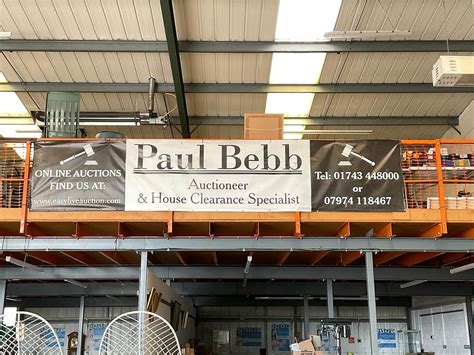 ONLINE AUCTIONS
FIND US AT:
www.easyliveauction.com
Paul Bebb
Auctioneer
& House Clearance Specialist
Tel: 01743 448000
or
07974 118467